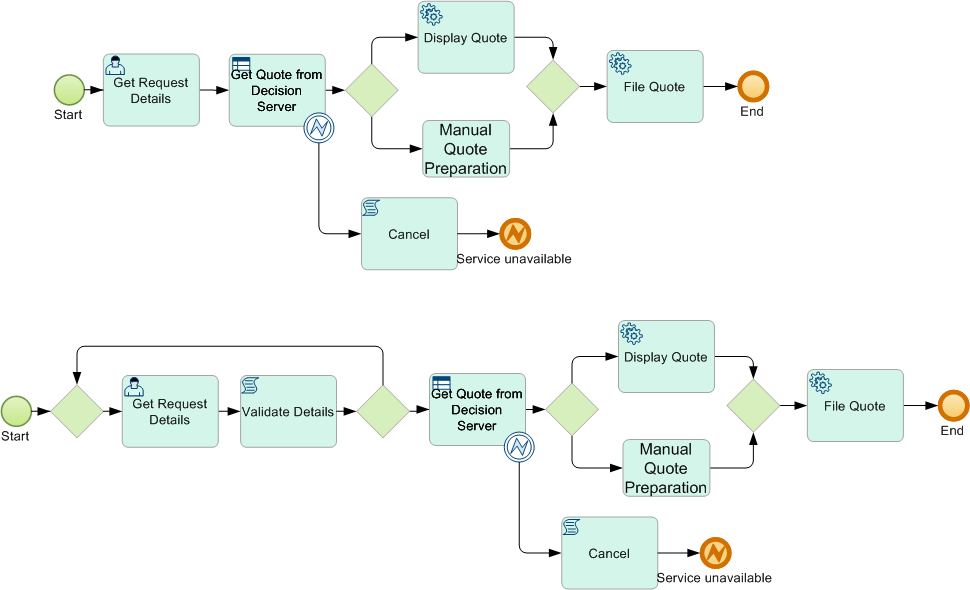 Start
Get Request
Details
Get Quote from
Decision
Server
Display Quote
Manual
Quote
Preparation
File Quote
End
Cancel
Service unavailable
Start
Get Request
Details
Validate Details
Get Quote from
Decision
Server
Display Quote
Manual
Quote
Preparation
File Quote
End
Cancel
Service unavailable